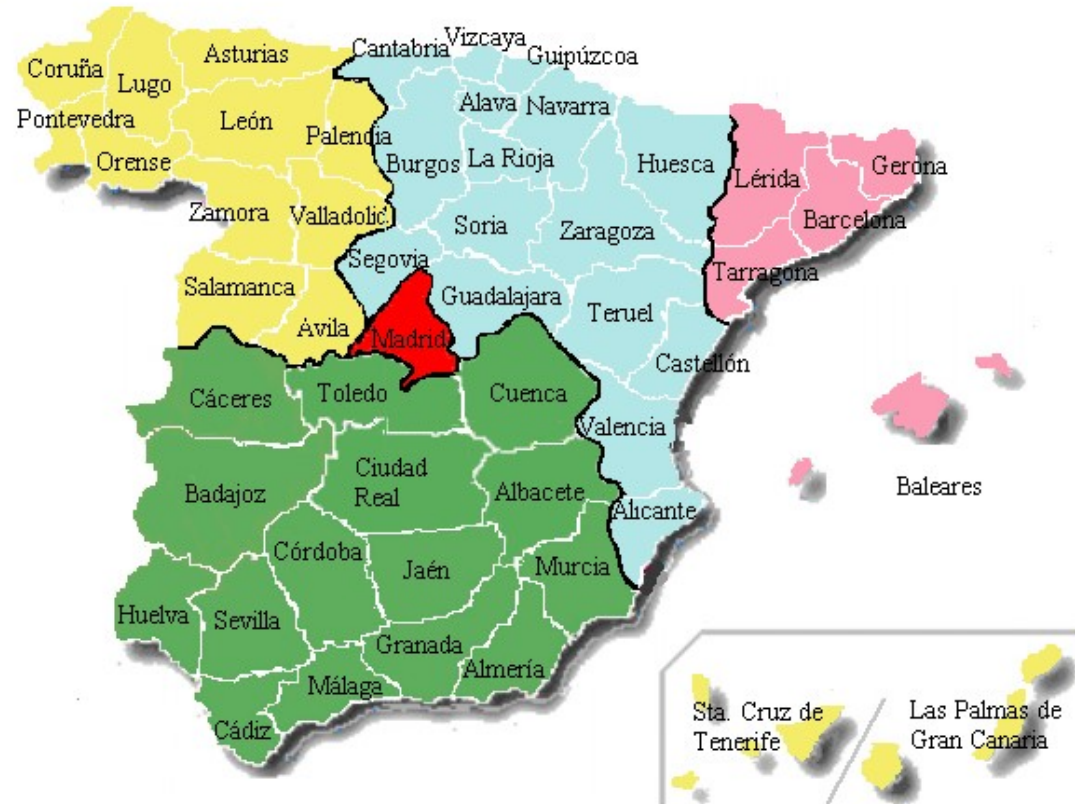 Vizcaya
Cantabria
Guipúzcoa
Asturias
Coruña
Lugo
Alava
Navarra
Pontevedra
León
Palencia
Burgos
La Rioja
Huesca
Gerona
Orense
Lérida
Zamora
Valladolid
Barcelona
Soria
Zaragoza
Segovia
Tarragona
Salamanca
Guadalajara
Teruel
Ávila
Madrid
Castellón
Cáceres
Toledo
Cuenca
Valencia
Baleares
Badajoz
Ciudad
Real
Albacete
Alicante
Córdoba
Jaén
Murcia
Huelva
Sevilla
Granada
Almería
Málaga
Cádiz
Sta. Cruz de
Tenerife
Las Palmas de
Gran Canaria